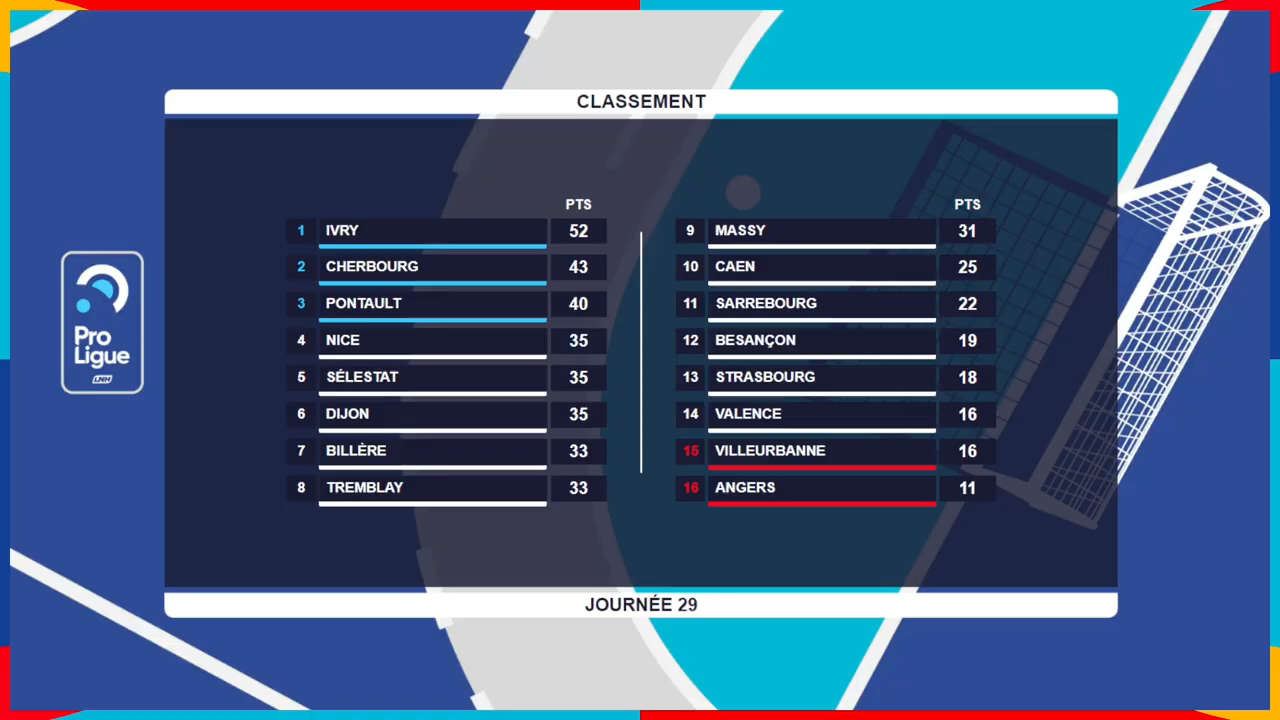 CLASSEMENT
PTS
1 IVRY 52
2 CHERBOURG 43
3 PONTAULT 40
4 NICE 35
5 SÉLESTAT 35
6 DIJON 35
7 BILLÈRE 33
8 TREMBLAY 33
PTS
9 MASSY 31
10 CAEN 25
11 SARREBOURG 22
12 BESANÇON 19
13 STRASBOURG 18
14 VALENCE 16
15 VILLEURBANNE 16
16 ANGERS 11
Pro
Ligue
LNH
JOURNÉE 29